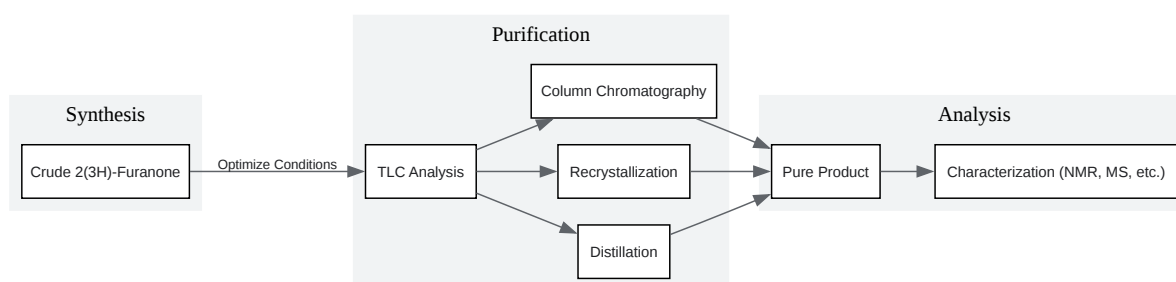 Synthesis
Crude 2(3H)-Furanone
Optimize Conditions
Purification
TLC Analysis
Column Chromatography
Recrystallization
Distillation
Analysis
Pure Product
Characterization (NMR, MS, etc.)